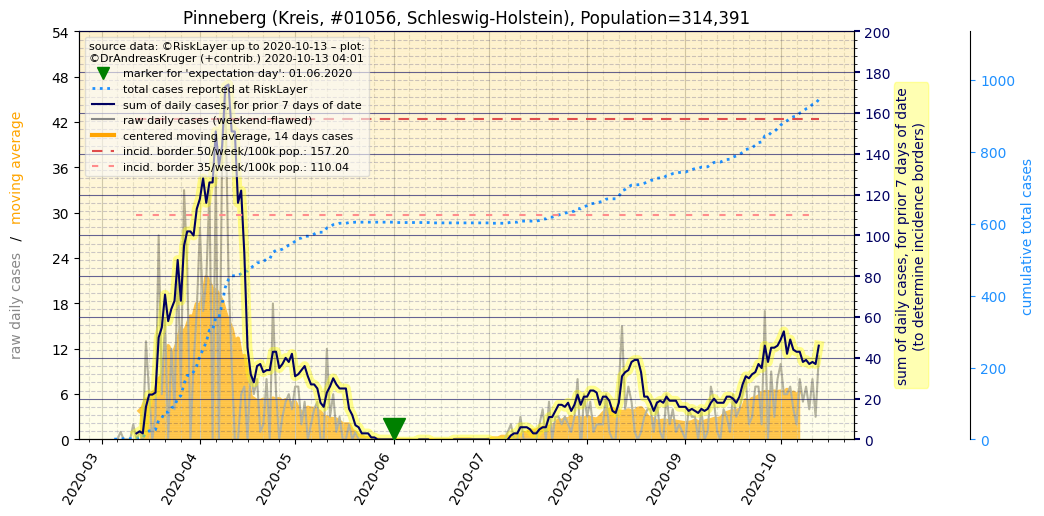 Pinneberg (Kreis, #01056, Schleswig-Holstein), Population=314,391
source data: ©RiskLayer up to 2020-10-13 – plot:
©DrAndreasKruger (+contrib.) 2020-10-13 04:01
marker for 'expectation day': 01.06.2020
total cases reported at RiskLayer
sum of daily cases, for prior 7 days of date
raw daily cases (weekend-flawed)
centered moving average, 14 days cases
incid. border 50/week/100k pop.: 157.20
incid. border 35/week/100k pop.: 110.04
raw daily cases / moving average
54
48
42
36
30
24
18
12
6
0
2020-03
2020-04
2020-05
2020-06
2020-07
2020-08
2020-09
2020-10
200
180
160
140
120
100
80
60
40
20
0
sum of daily cases, for prior 7 days of date
(to determine incidence borders)
1000
800
600
400
200
0
cumulative total cases